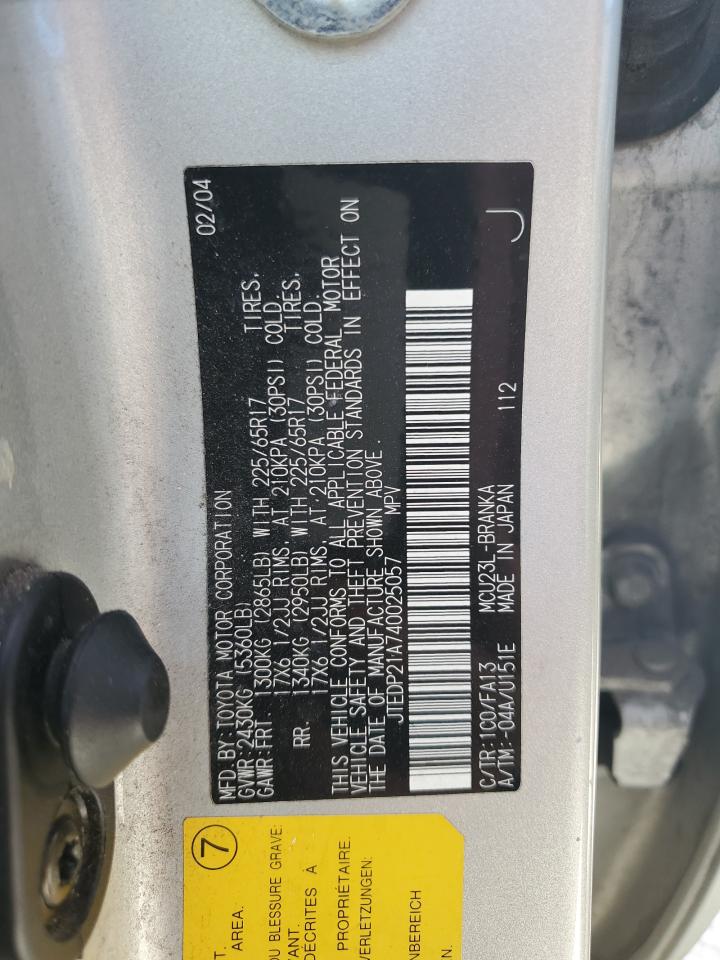 MFD. BY: TOYOTA MOTOR CORPORATION 02/04
GVWR: 2430KG (5360LB)
GAWR: FRT. 1300KG (2865LB) WITH 225/65R17 TIRES,
17X6 1/2JJ RIMS, AT 210KPA (30PSI) COLD.
RR. 1340KG (2950LB) WITH 225/65R17 TIRES,
17X6 1/2JJ RIMS, AT 210KPA (30PSI) COLD.
THIS VEHICLE CONFORMS TO ALL APPLICABLE FEDERAL MOTOR
VEHICLE SAFETY AND THEFT PREVENTION STANDARDS IN EFFECT ON
THE DATE OF MANUFACTURE SHOWN ABOVE.
JTEDP21A740025057 MPV
C/TR: 1C0/FA13 MCU23L-BRANKA
A/TM: -04A/U151E MADE IN JAPAN 112 J
7
T.
AREA.
OU BLESSURE GRAVE:
TANT.
DÉCRITES À
PROPRIÉTAIRE.
VERLETZUNGEN:
NBEREICH
N.